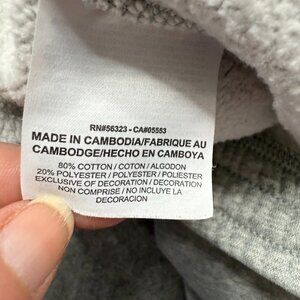 RN#56323 - CA#05553
MADE IN CAMBODIA/FABRIQUE AU
CAMBODGE/HECHO EN CAMBOYA
80% COTTON / COTON / ALGODON
20% POLYESTER / POLYESTER / POLIESTER
EXCLUSIVE OF DECORATION / DECORATION
NON COMPRISE / NO INCLUYE LA
DECORACION